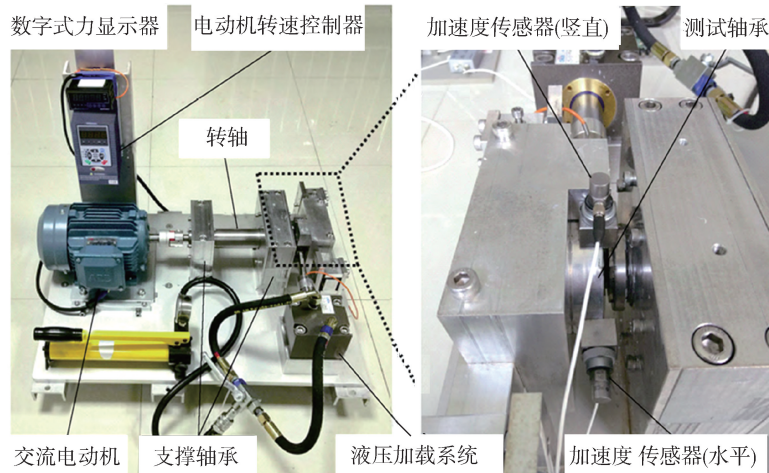 数字式力显示器
电动机转速控制器
加速度传感器(竖直)
测试轴承
转轴
交流电动机
支撑轴承
液压加载系统
加速度 传感器(水平)